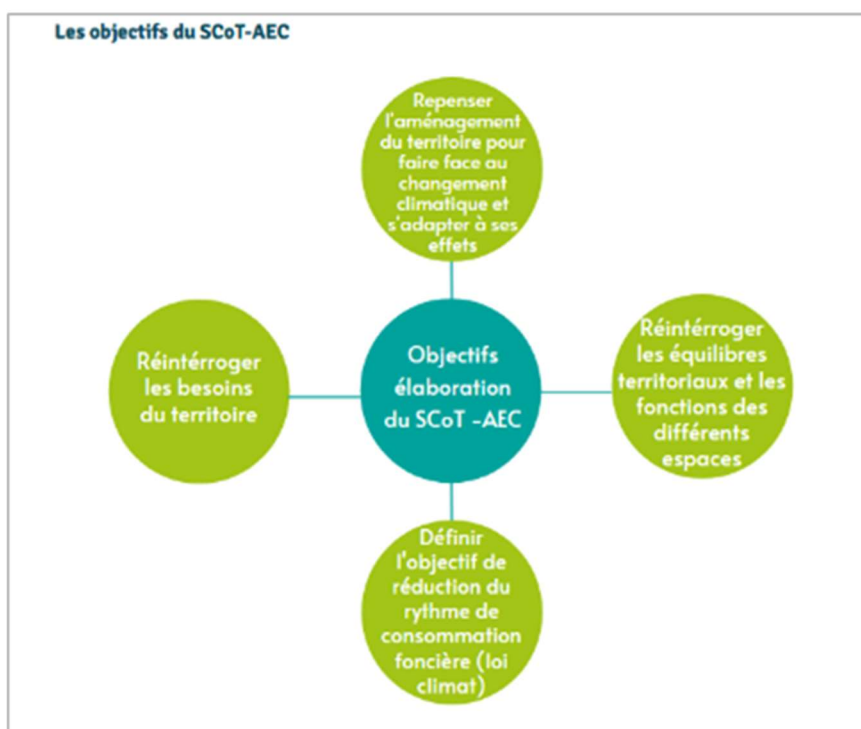 Les objectifs du SCoT-AEC
Repenser
l'aménagement
du territoire pour
faire face au
changement
climatique et
s'adapter à ses
effets
Réintérroger
les besoins
du territoire
Objectifs
élaboration
du SCoT -AEC
Réintérroger
les équilibres
territoriaux et les
fonctions des
différents
espaces
Définir
l'objectif de
réduction du
rythme de
consommation
foncière (loi
climat)